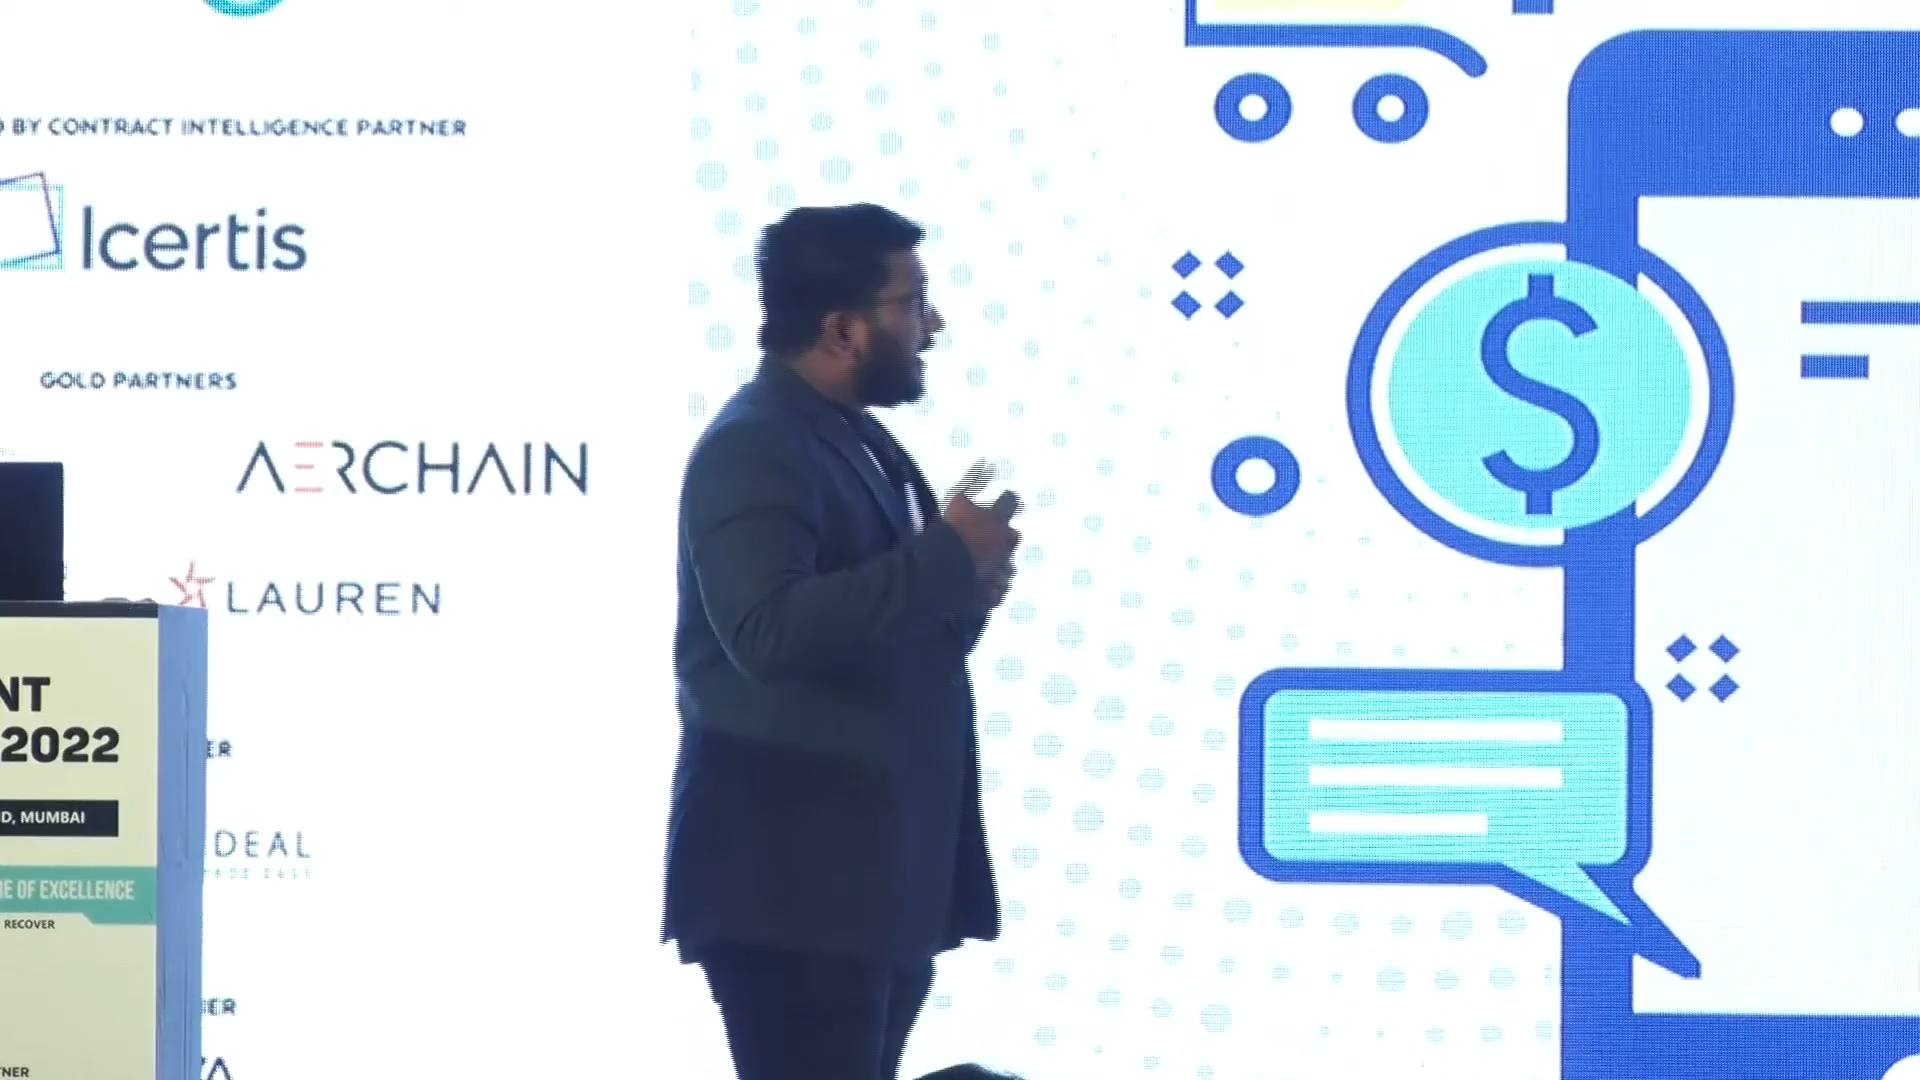 BY CONTRACT INTELLIGENCE PARTNER
Icertis
GOLD PARTNERS
AERCHAIN
LAUREN
NT
2022
D, MUMBAI
ER
DEAL
E OF EXCELLENCE
RECOVER
ER
NER
$